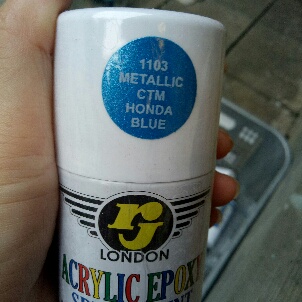 1103
METALLIC
CTM
HONDA
BLUE
rj
LONDON
ACRYLIC EPOXY